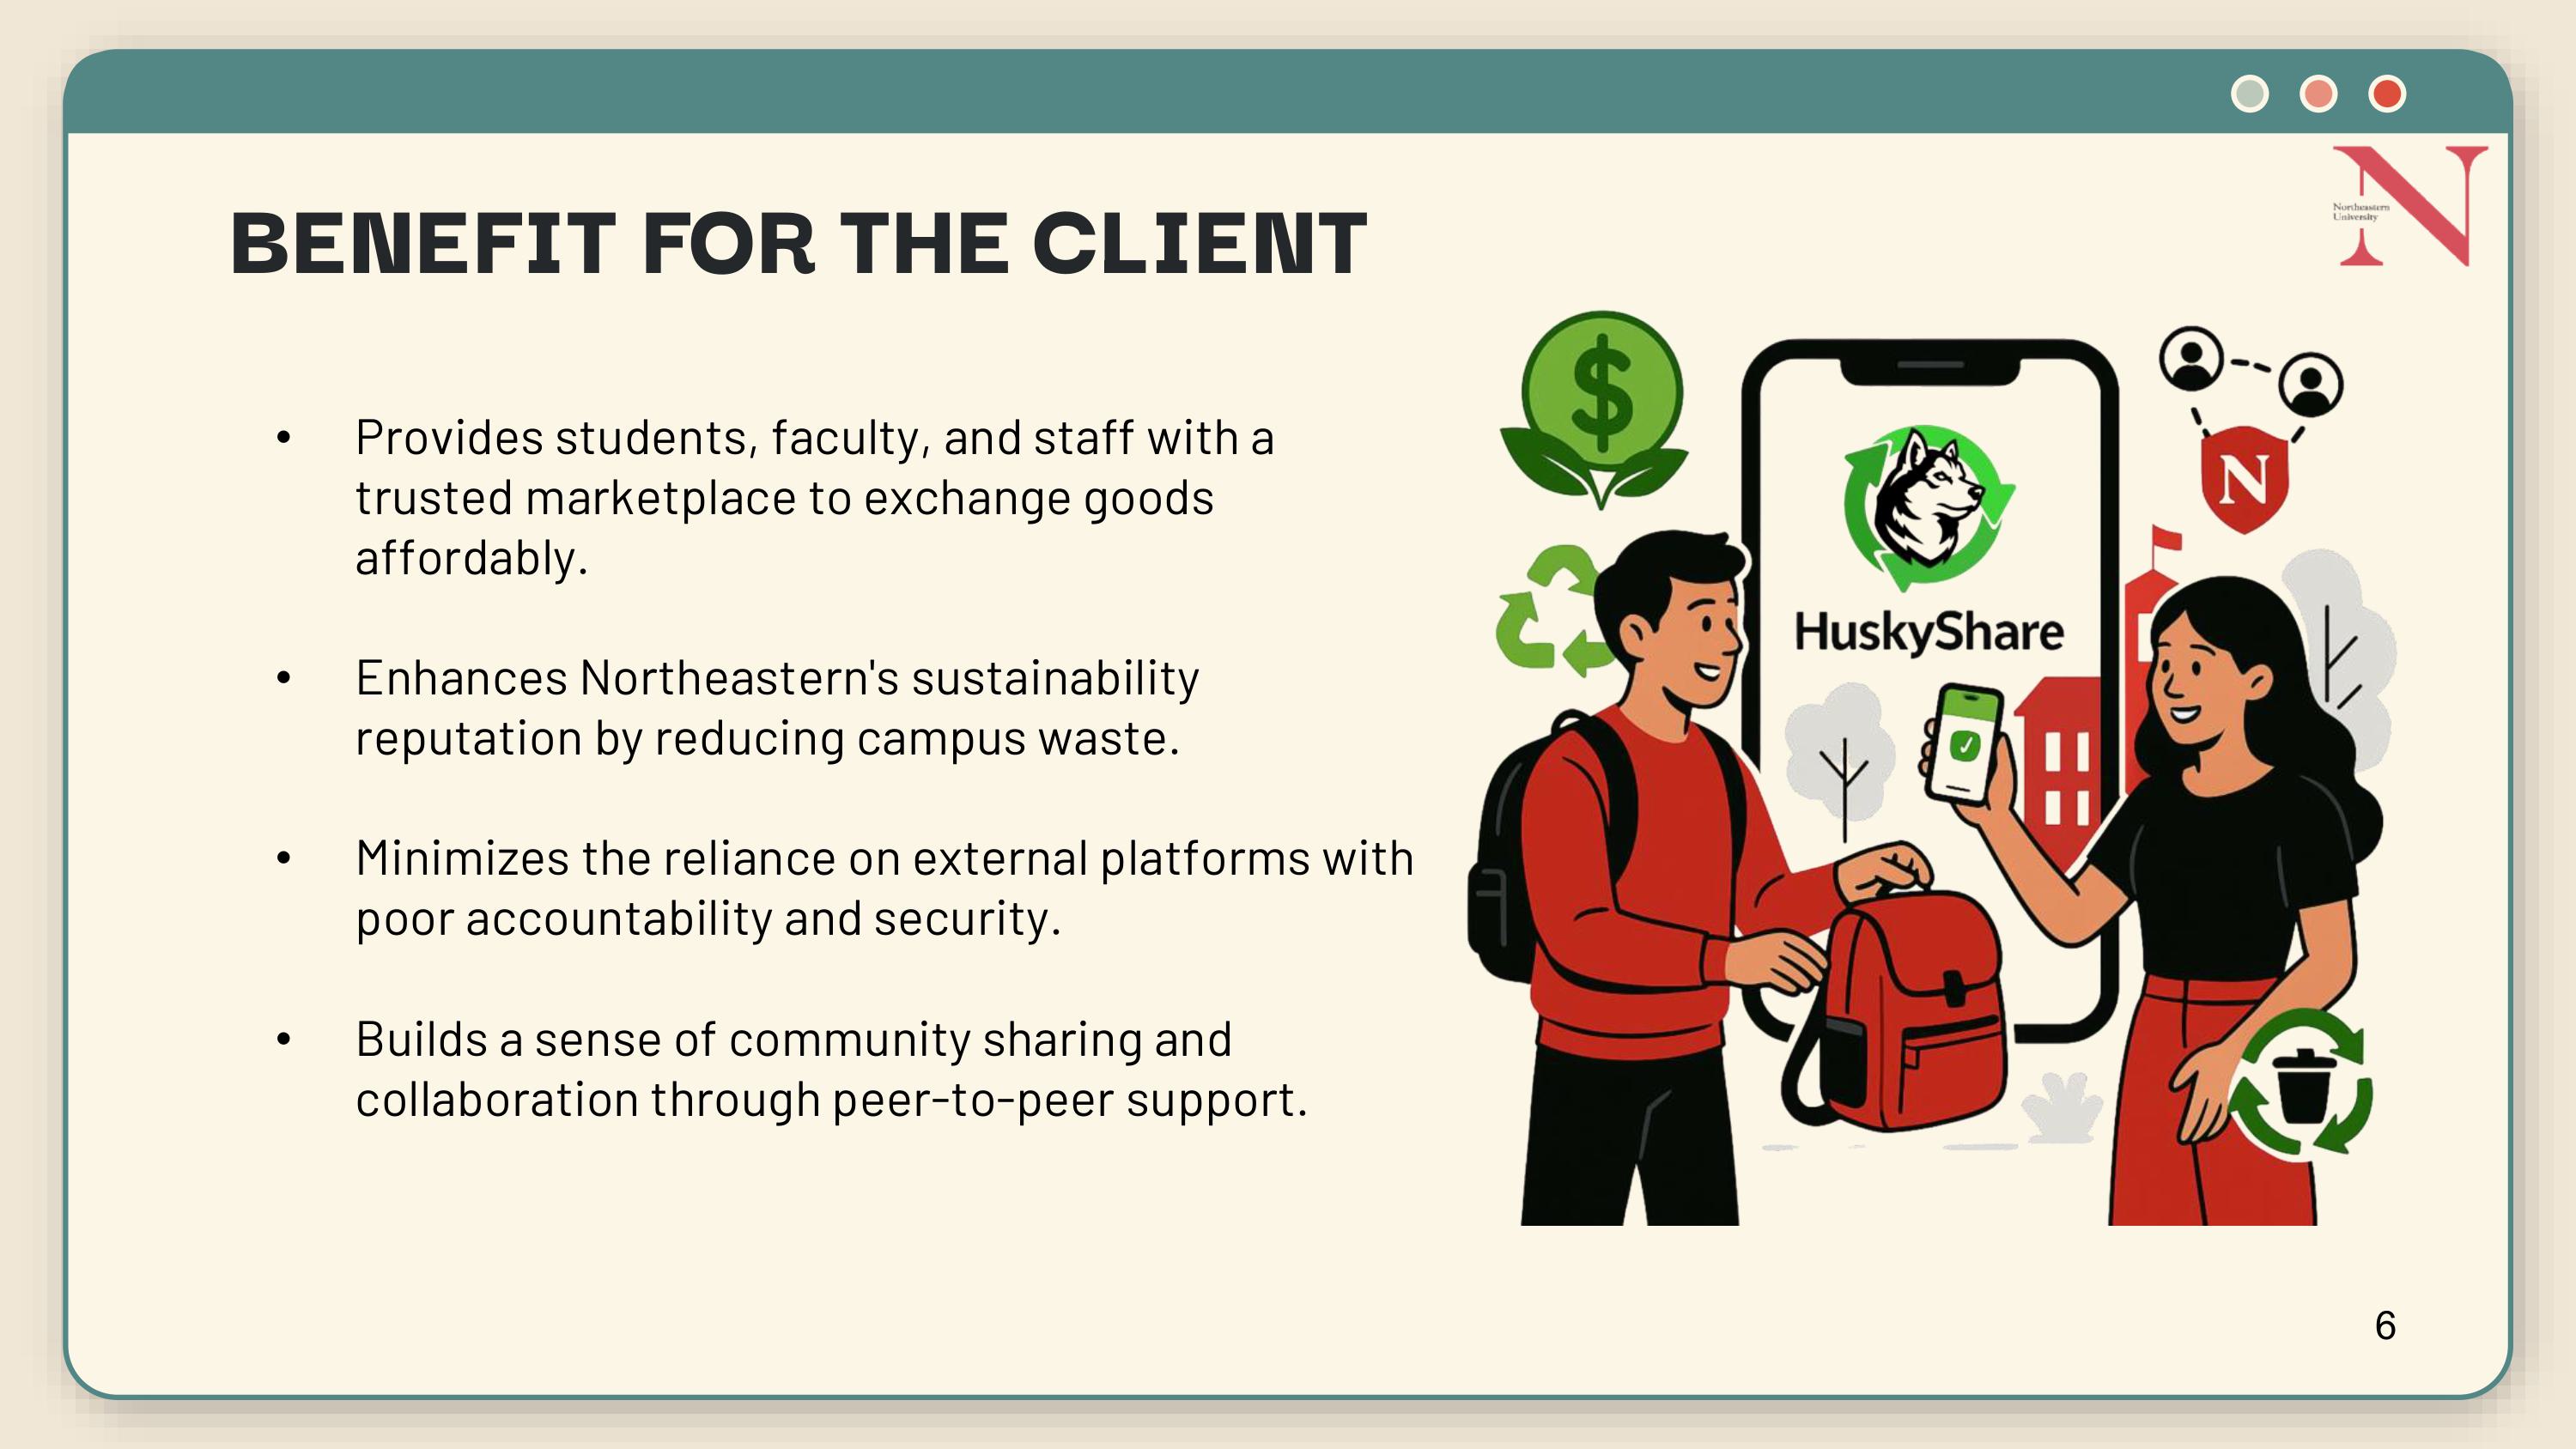 Northeastern
University
BENEFIT FOR THE CLIENT
• Provides students, faculty, and staff with a
trusted marketplace to exchange goods
affordably.
• Enhances Northeastern's sustainability
reputation by reducing campus waste.
• Minimizes the reliance on external platforms with
poor accountability and security.
• Builds a sense of community sharing and
collaboration through peer-to-peer support.
$
N
HuskyShare
6